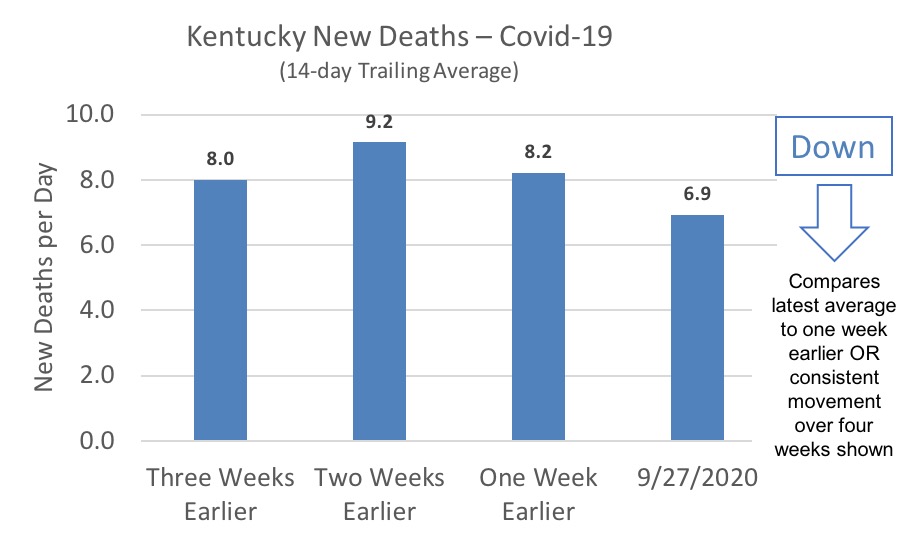 Kentucky New Deaths – Covid-19
(14-day Trailing Average)
New Deaths per Day
10.0
8.0
6.0
4.0
2.0
0.0
8.0
9.2
8.2
6.9
Three Weeks
Earlier
Two Weeks
Earlier
One Week
Earlier
9/27/2020
Down
Compares
latest average
to one week
earlier OR
consistent
movement
over four
weeks shown